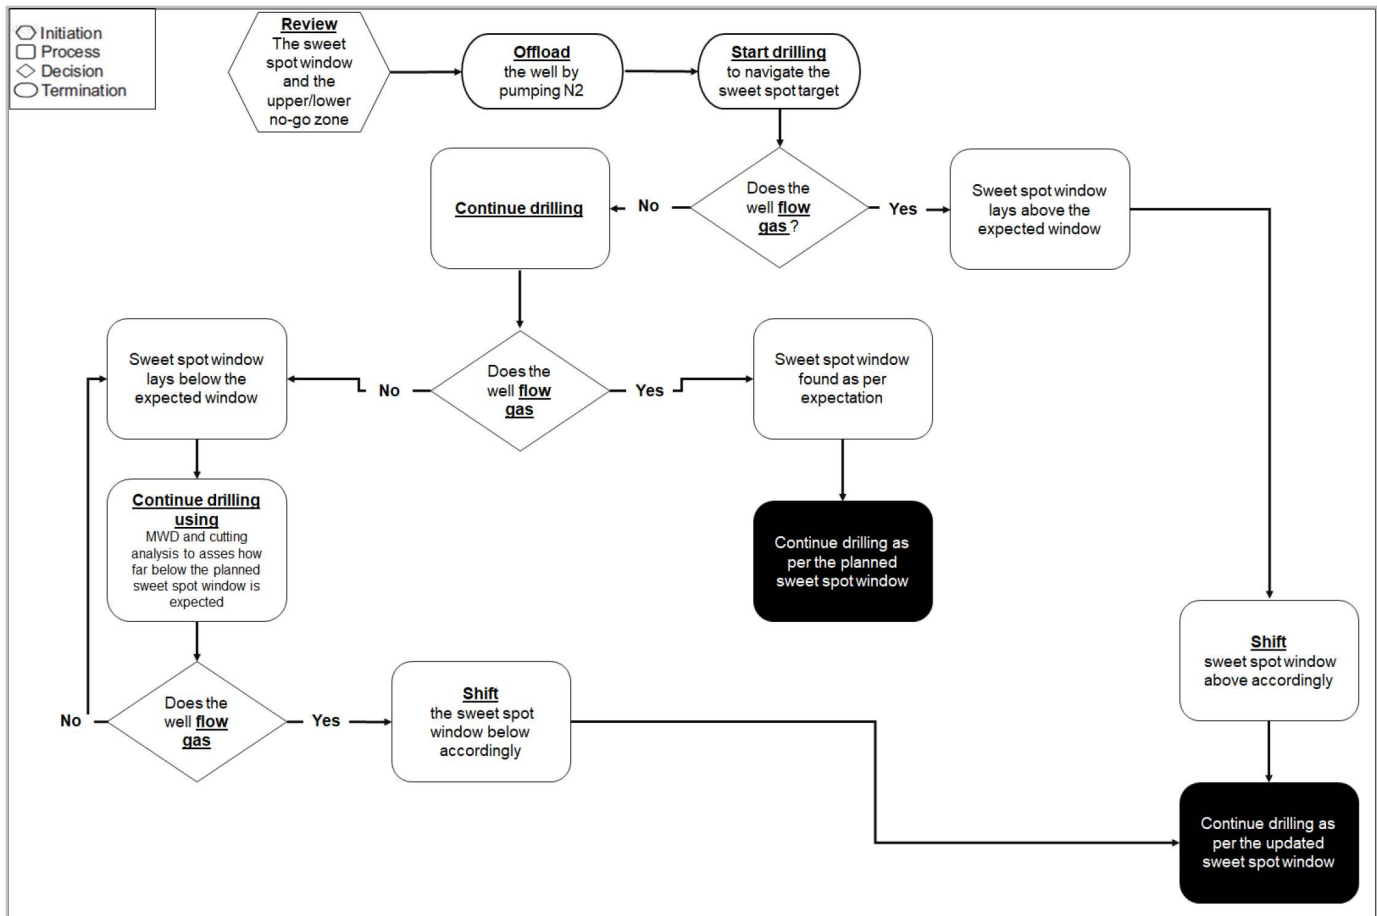 Initiation
Process
Decision
Termination
Review
The sweet
spot window
and the
upper/lower
no-go zone
Offload
the well by
pumping N2
Start drilling
to navigate the
sweet spot target
Continue drilling
No
Does the
well flow
gas ?
Yes
Sweet spot window
lays above the
expected window
Sweet spot window
lays below the
expected window
No
Does the
well flow
gas
Yes
Sweet spot window
found as per
expectation
Continue drilling
using
MWD and cutting
analysis to asses how
far below the planned
sweet spot window is
expected
Continue drilling as
per the planned
sweet spot window
Shift
sweet spot window
above accordingly
No
Does the
well flow
gas
Yes
Shift
the sweet spot
window below
accordingly
Continue drilling as
per the updated
sweet spot window